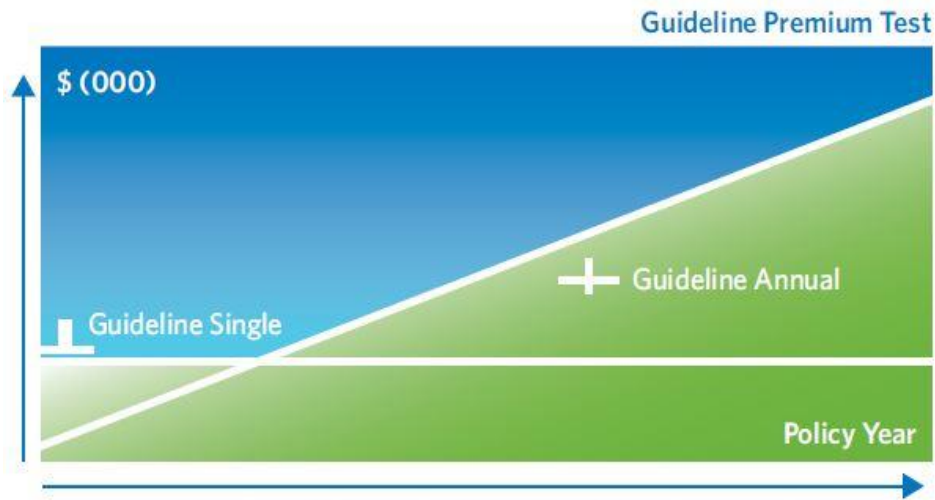 Guideline Premium Test
$ (000)
Guideline Annual
Guideline Single
Policy Year